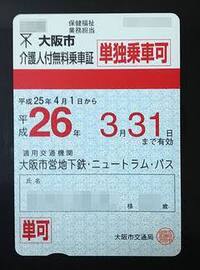 保健福祉
業務担当
大阪市
介護人付無料乗車証
単独乗車可
平成25年4月1日から
平成26年3月31日
まで有効
適用交通機関
大阪市営地下鉄・ニュートラム・バス
氏名
様 歳
単可
大阪市交通局